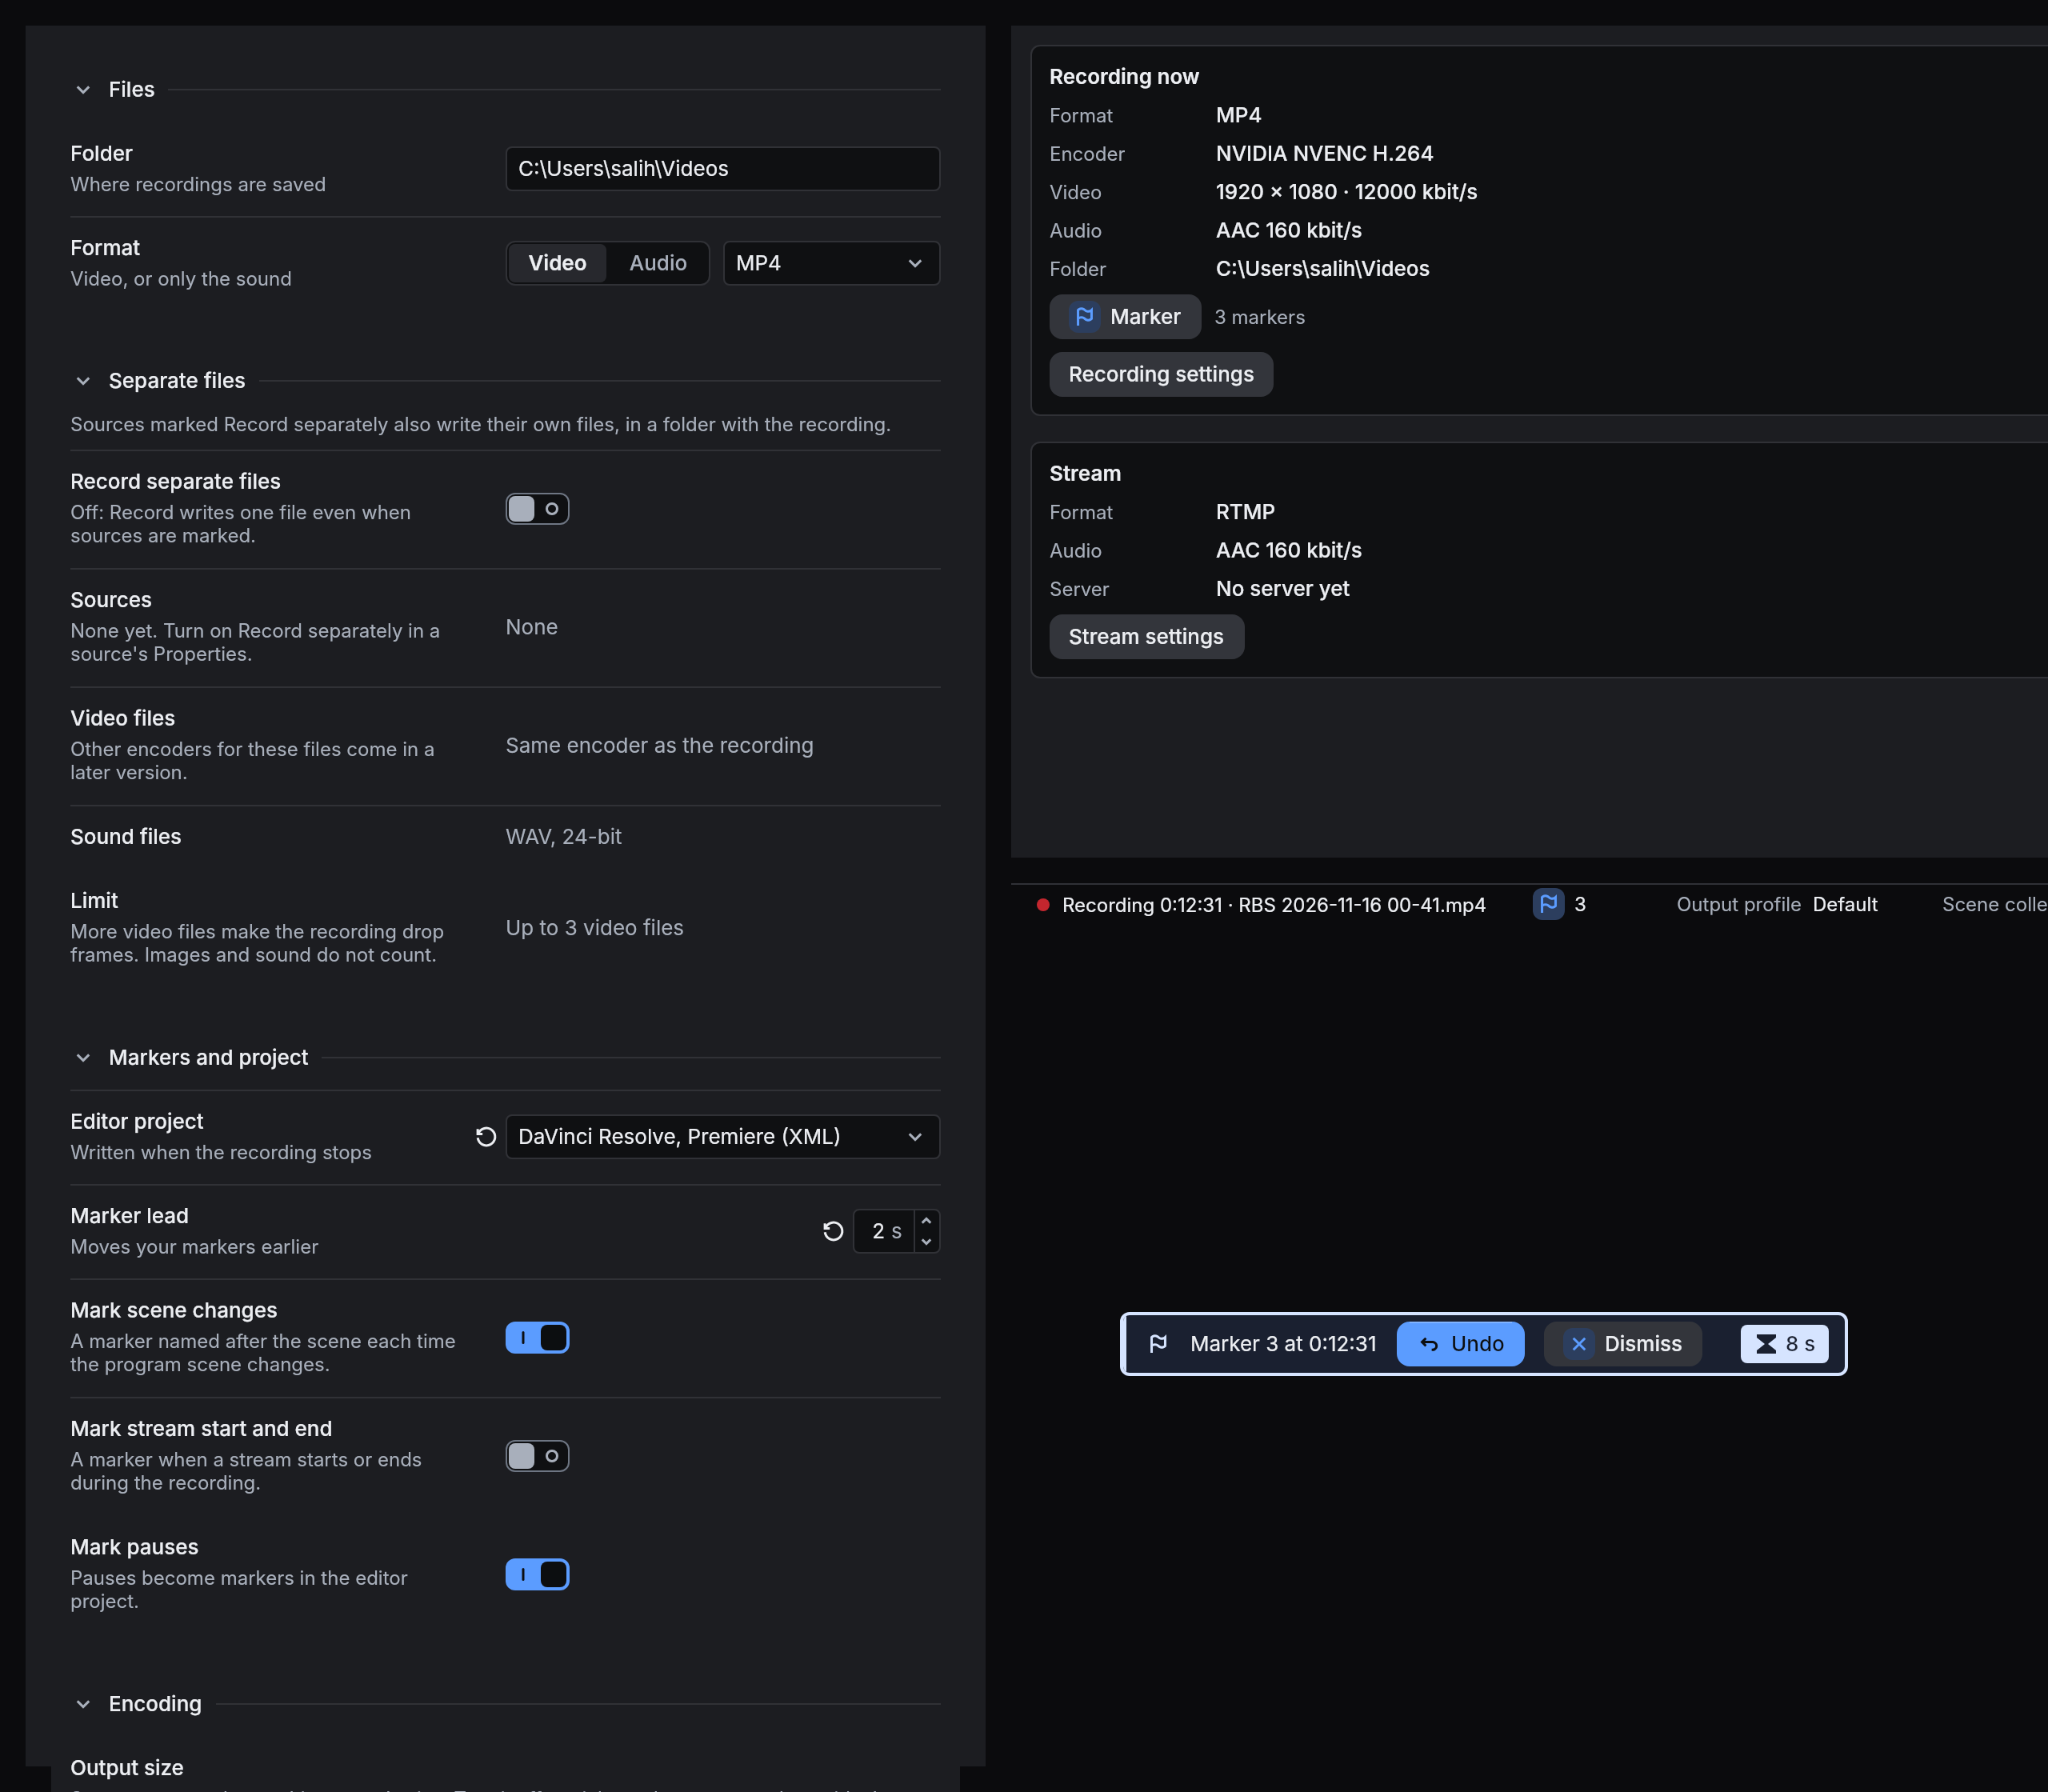 Files
Folder
Where recordings are saved
C:\Users\salih\Videos
Format
Video, or only the sound
Video
Audio
MP4
Separate files
Sources marked Record separately also write their own files, in a folder with the recording.
Record separate files
Off: Record writes one file even when
sources are marked.
Sources
None yet. Turn on Record separately in a
source's Properties.
None
Video files
Other encoders for these files come in a
later version.
Same encoder as the recording
Sound files
WAV, 24-bit
Limit
More video files make the recording drop
frames. Images and sound do not count.
Up to 3 video files
Markers and project
Editor project
Written when the recording stops
DaVinci Resolve, Premiere (XML)
Marker lead
Moves your markers earlier
2 s
Mark scene changes
A marker named after the scene each time
the program scene changes.
Mark stream start and end
A marker when a stream starts or ends
during the recording.
Mark pauses
Pauses become markers in the editor
project.
Encoding
Output size
Recording now
Format MP4
Encoder NVIDIA NVENC H.264
Video 1920 × 1080 · 12000 kbit/s
Audio AAC 160 kbit/s
Folder C:\Users\salih\Videos
Marker 3 markers
Recording settings
Stream
Format RTMP
Audio AAC 160 kbit/s
Server No server yet
Stream settings
Recording 0:12:31 · RBS 2026-11-16 00-41.mp4 3 Output profile Default Scene colle
Marker 3 at 0:12:31 Undo Dismiss 8 s